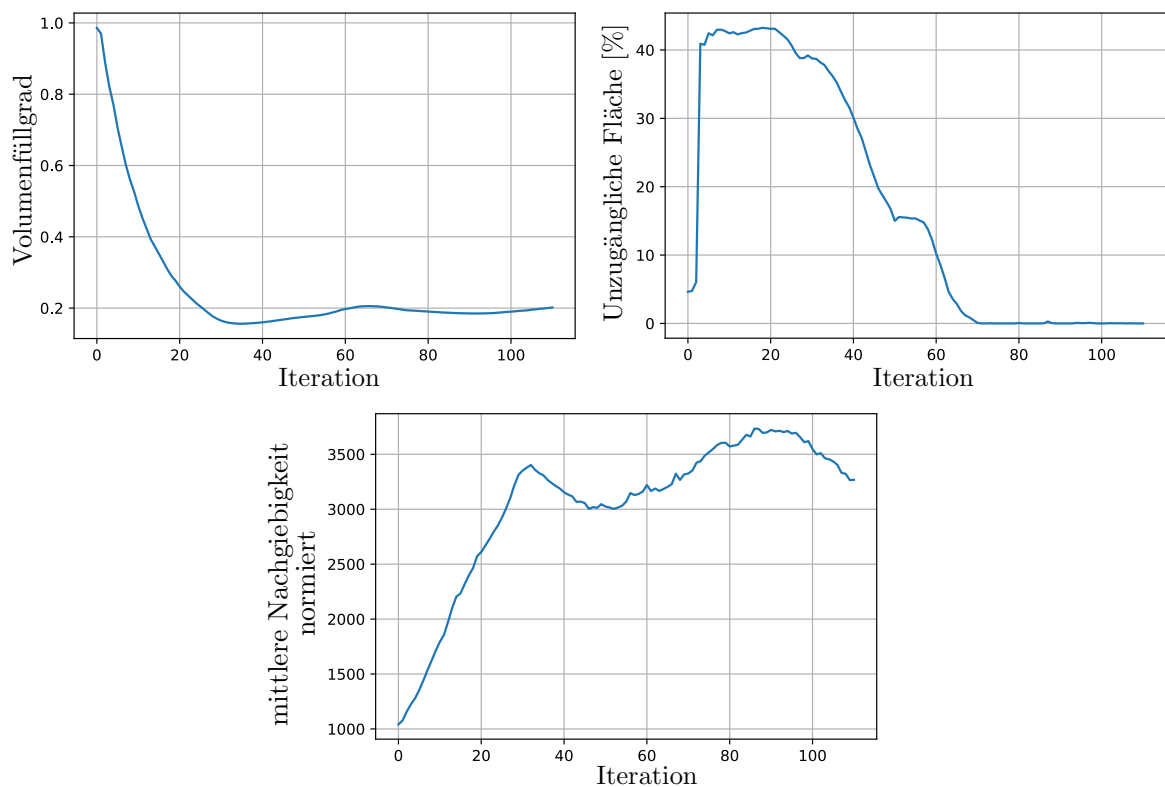 Volumenfüllgrad
1.0
0.8
0.6
0.4
0.2
0 20 40 60 80 100
Iteration
Unzugängliche Fläche [%]
40
30
20
10
0
0 20 40 60 80 100
Iteration
mittlere Nachgiebigkeit
normiert
3500
3000
2500
2000
1500
1000
0 20 40 60 80 100
Iteration